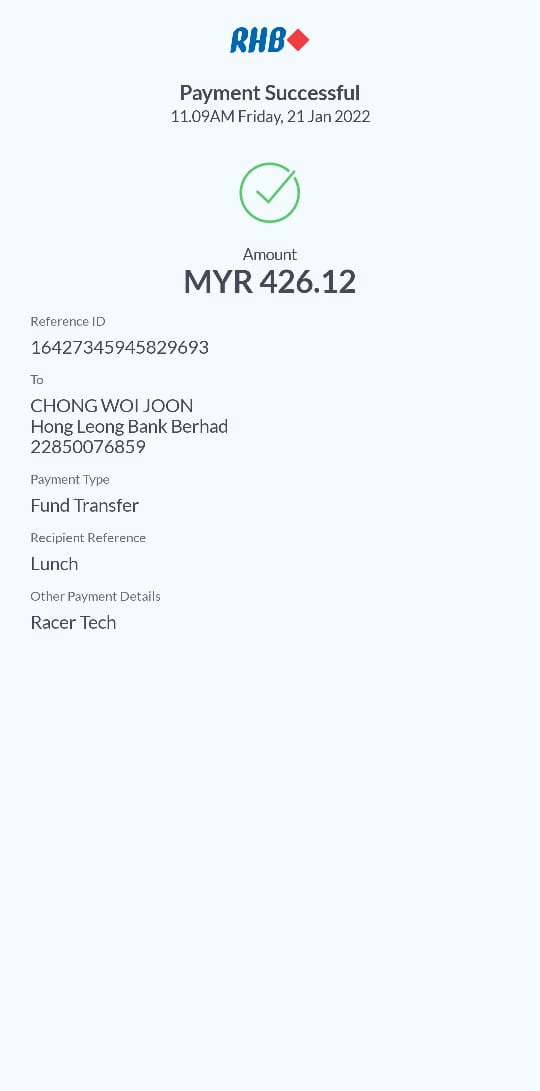 RHB
Payment Successful
11.09AM Friday, 21 Jan 2022
Amount
MYR 426.12
Reference ID
16427345945829693
To
CHONG WOI JOON
Hong Leong Bank Berhad
22850076859
Payment Type
Fund Transfer
Recipient Reference
Lunch
Other Payment Details
Racer Tech